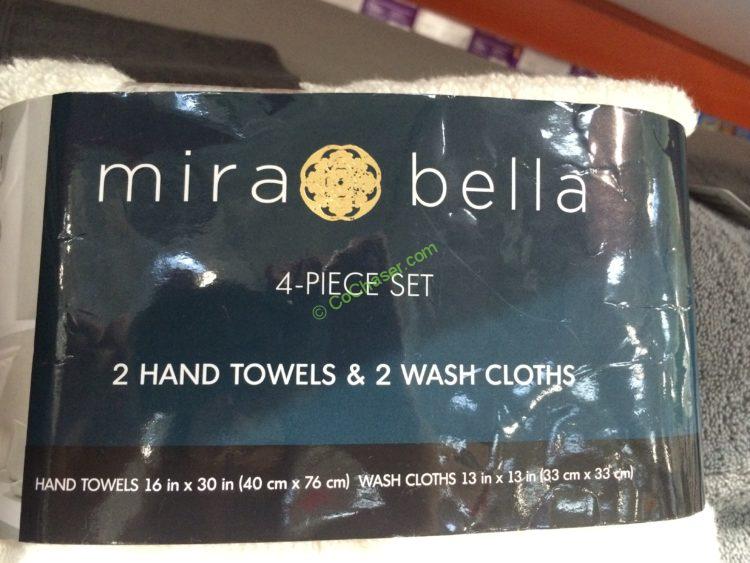 mira bella
4-PIECE SET
© CoChaser.com
2 HAND TOWELS & 2 WASH CLOTHS
HAND TOWELS 16 in x 30 in (40 cm x 76 cm) WASH CLOTHS 13 in x 13 in (33 cm x 33 cm)